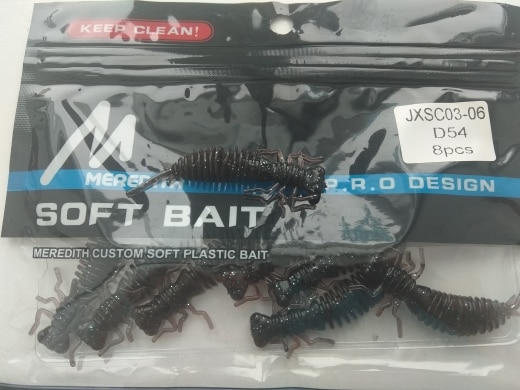 KEEP CLEAN!
JXSC03-06
D54
8pcs
MEREDITH P.R.O DESIGN
SOFT BAIT
MEREDITH CUSTOM SOFT PLASTIC BAIT